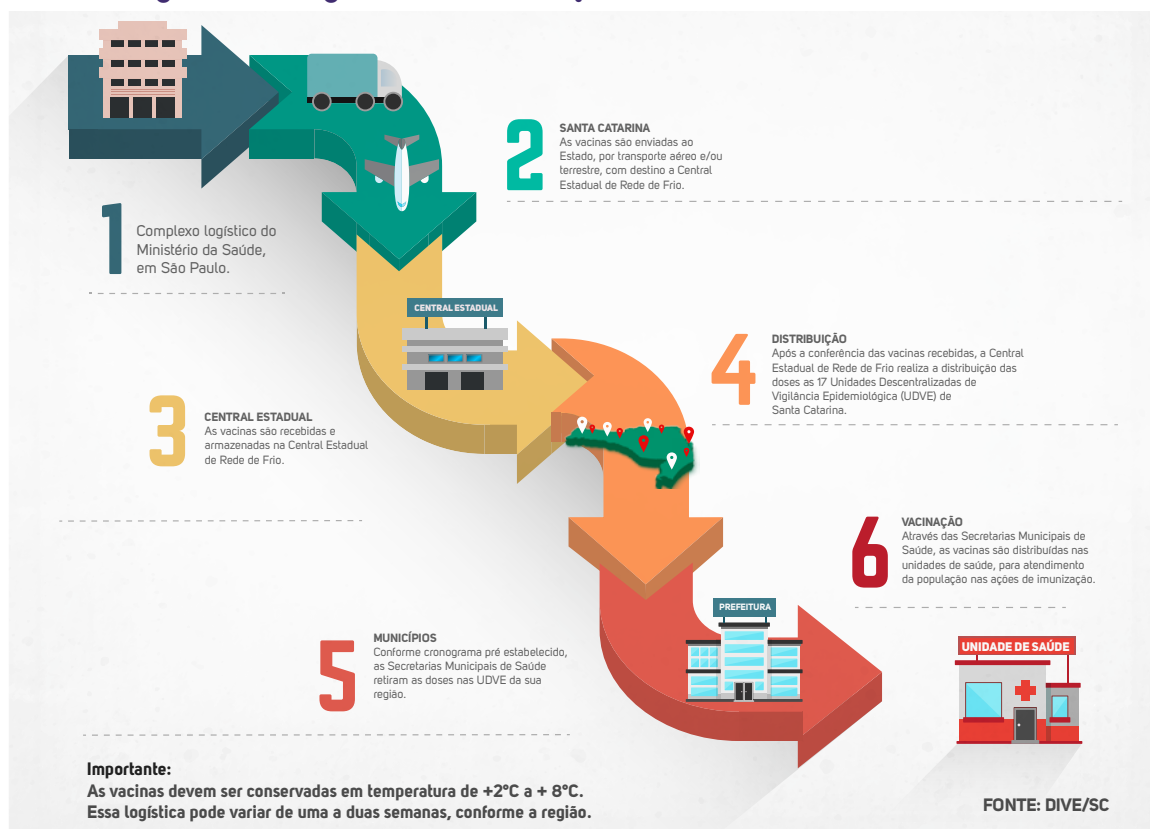 1
Complexo logístico do
Ministério da Saúde,
em São Paulo.
2
SANTA CATARINA
As vacinas são enviadas ao
Estado, por transporte aéreo e/ou
terrestre, com destino a Central
Estadual de Rede de Frio.
CENTRAL ESTADUAL
3
CENTRAL ESTADUAL
As vacinas são recebidas e
armazenadas na Central Estadual
de Rede de Frio.
4
DISTRIBUIÇÃO
Após a conferência das vacinas recebidas, a Central
Estadual de Rede de Frio realiza a distribuição das
doses as 17 Unidades Descentralizadas de
Vigilância Epidemiológica (UDVE) de
Santa Catarina.
5
MUNICÍPIOS
Conforme cronograma pré estabelecido,
as Secretarias Municipais de Saúde
retiram as doses nas UDVE da sua
região.
PREFEITURA
6
VACINAÇÃO
Através das Secretarias Municipais de
Saúde, as vacinas são distribuídas nas
unidades de saúde, para atendimento
da população nas ações de imunização.
UNIDADE DE SAÚDE
Importante:
As vacinas devem ser conservadas em temperatura de +2°C a + 8°C.
Essa logística pode variar de uma a duas semanas, conforme a região.
FONTE: DIVE/SC